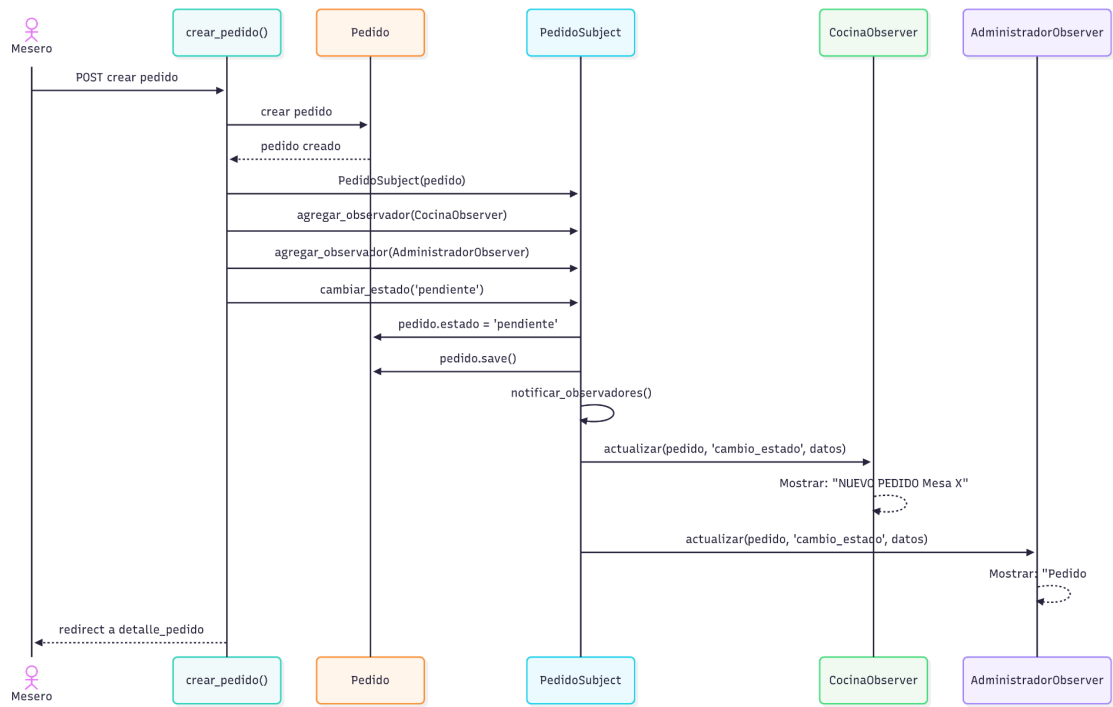 Mesero
crear_pedido()
Pedido
PedidoSubject
CocinaObserver
AdministradorObserver
POST crear pedido
crear pedido
pedido creado
PedidoSubject(pedido)
agregar_observador(CocinaObserver)
agregar_observador(AdministradorObserver)
cambiar_estado('pendiente')
pedido.estado = 'pendiente'
pedido.save()
notificar_observadores()
actualizar(pedido, 'cambio_estado', datos)
Mostrar: "NUEVO PEDIDO Mesa X"
actualizar(pedido, 'cambio_estado', datos)
Mostrar: "Pedido
redirect a detalle_pedido
Mesero
crear_pedido()
Pedido
PedidoSubject
CocinaObserver
AdministradorObserver